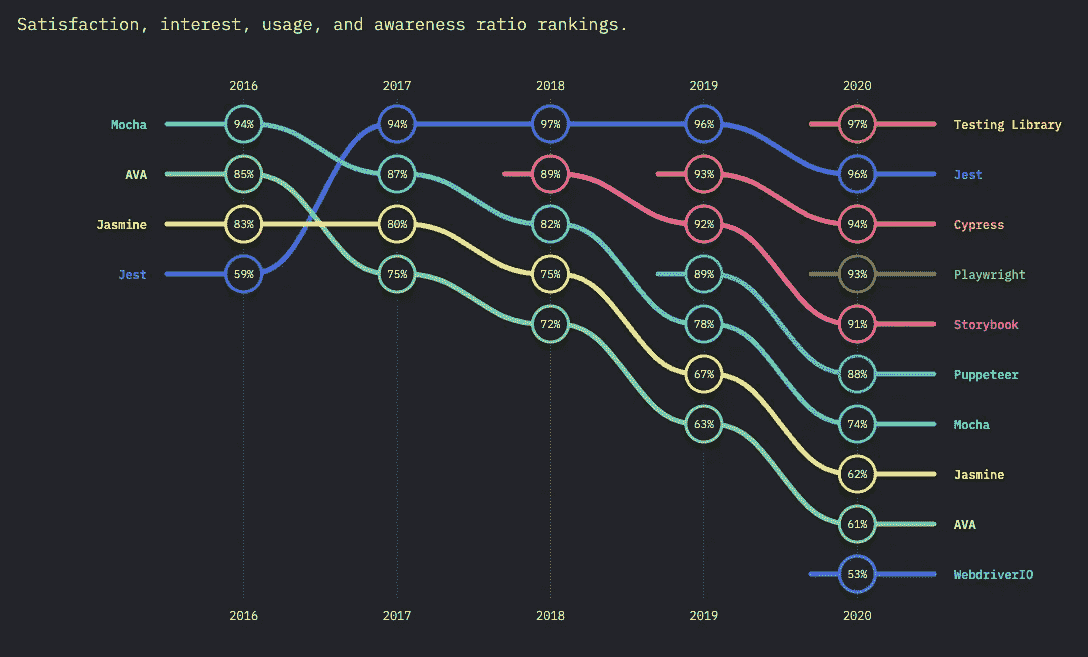 Satisfaction, interest, usage, and awareness ratio rankings.
2016 2017 2018 2019 2020
Mocha 94% 94% 97% 96% 97% Testing Library
AVA 85% 87% 89% 93% 96% Jest
Jasmine 83% 80% 82% 92% 94% Cypress
Jest 59% 75% 75% 89% 93% Playwright
72% 78% 91% Storybook
67% 88% Puppeteer
63% 74% Mocha
62% Jasmine
61% AVA
53% WebdriverIO
2016 2017 2018 2019 2020